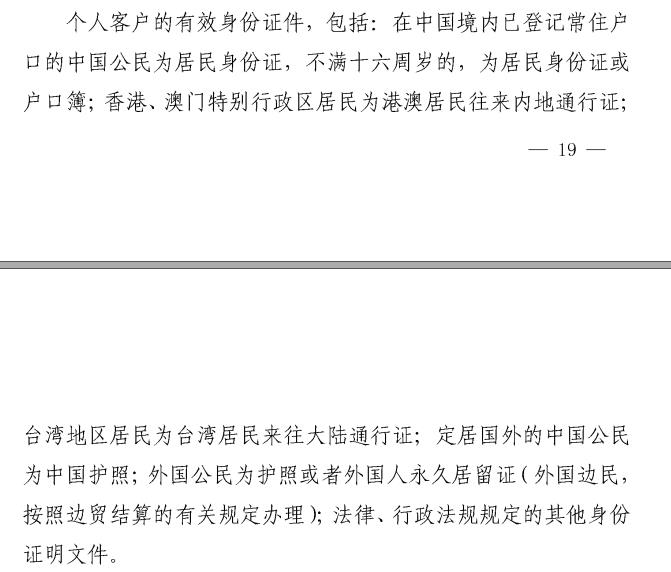 个人客户的有效身份证件，包括：在中国境内已登记常住户
口的中国公民为居民身份证，不满十六周岁的，为居民身份证或
户口簿；香港、澳门特别行政区居民为港澳居民往来内地通行证；
— 19 —
台湾地区居民为台湾居民来往大陆通行证；定居国外的中国公民
为中国护照；外国公民为护照或者外国人永久居留证（外国边民，
按照边贸结算的有关规定办理）；法律、行政法规规定的其他身份
证明文件。